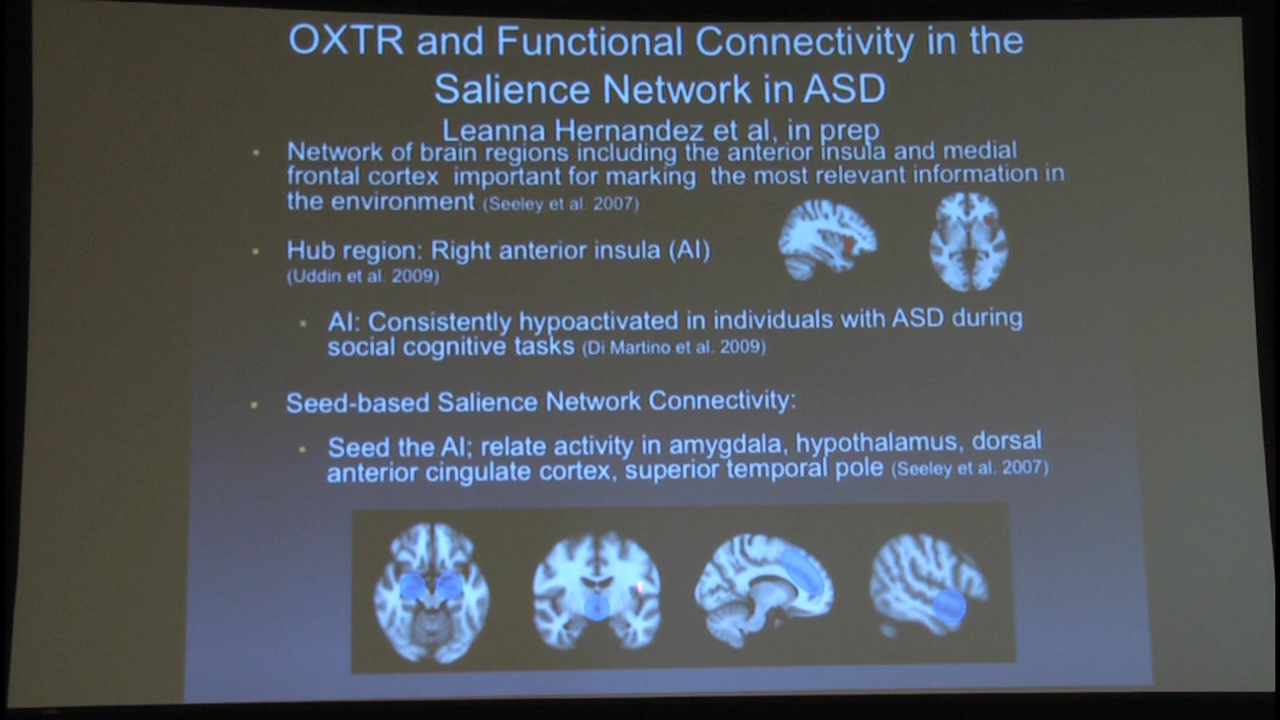 OXTR and Functional Connectivity in the
Salience Network in ASD
Leanna Hernandez et al, in prep
▪ Network of brain regions including the anterior insula and medial
frontal cortex important for marking the most relevant information in
the environment (Seeley et al. 2007)
▪ Hub region: Right anterior insula (AI)
(Uddin et al. 2009)
▪ AI: Consistently hypoactivated in individuals with ASD during
social cognitive tasks (Di Martino et al. 2009)
▪ Seed-based Salience Network Connectivity:
▪ Seed the AI; relate activity in amygdala, hypothalamus, dorsal
anterior cingulate cortex, superior temporal pole (Seeley et al. 2007)